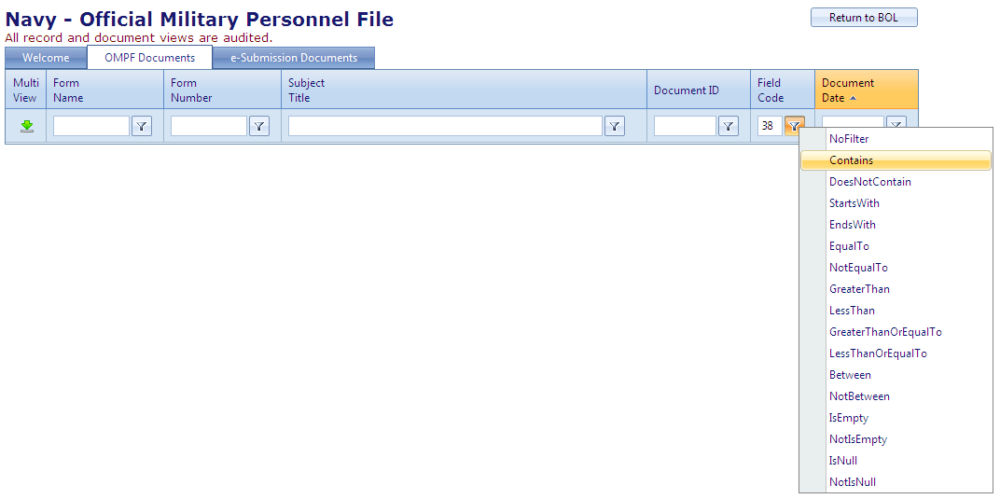 Navy - Official Military Personnel File
Return to BOL
All record and document views are audited.
Welcome
OMPF Documents
e-Submission Documents
Multi View
Form Name
Form Number
Subject Title
Document ID
Field Code
Document Date
38
NoFilter
Contains
DoesNotContain
StartsWith
EndsWith
EqualTo
NotEqualTo
GreaterThan
LessThan
GreaterThanOrEqualTo
LessThanOrEqualTo
Between
NotBetween
IsEmpty
NotIsEmpty
IsNull
NotIsNull